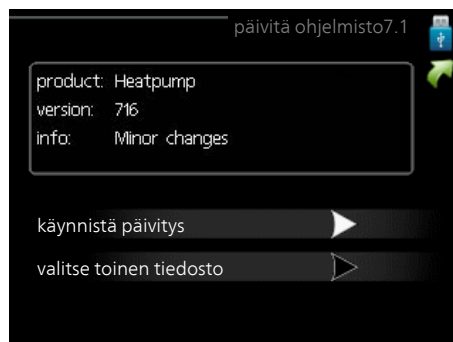 päivitä ohjelmisto7.1
product: Heatpump
version: 716
info: Minor changes
käynnistä päivitys
valitse toinen tiedosto